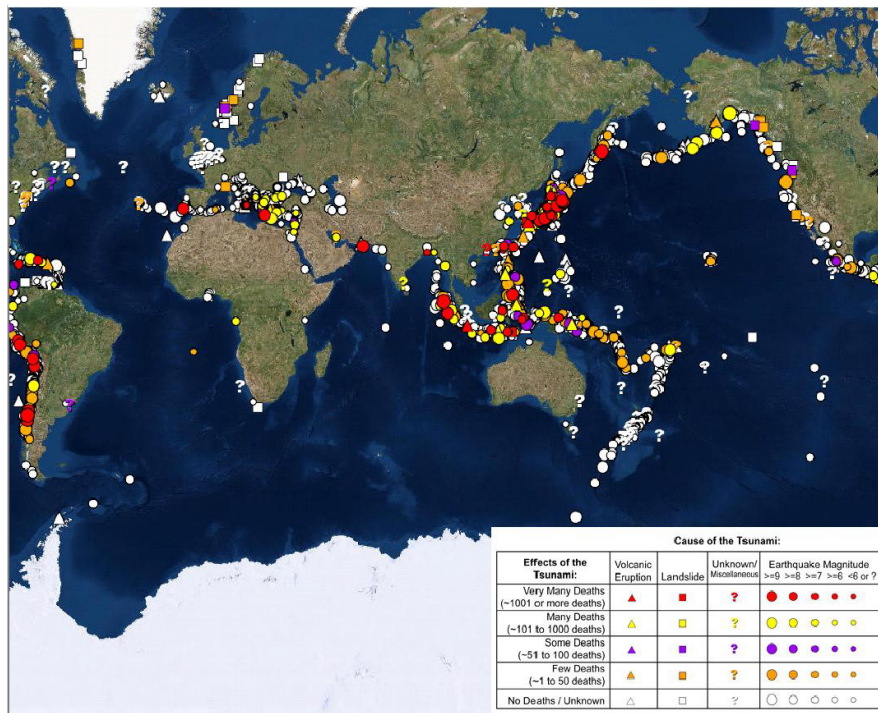 Cause of the Tsunami:
Effects of the Tsunami:
Volcanic Eruption
Landslide
Unknown/ Miscellaneous
Earthquake Magnitude
>=9 >=8 >=7 >=6 <6 or ?
Very Many Deaths
(~1001 or more deaths)
?
Many Deaths
(~101 to 1000 deaths)
?
Some Deaths
(~51 to 100 deaths)
?
Few Deaths
(~1 to 50 deaths)
?
No Deaths / Unknown
?